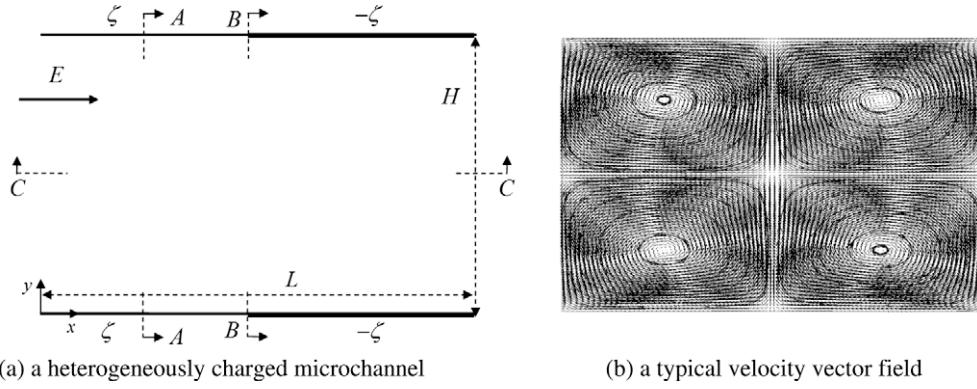 ζ A B −ζ
E
H
C C
y
L
x
ζ A B −ζ
(a) a heterogeneously charged microchannel
(b) a typical velocity vector field